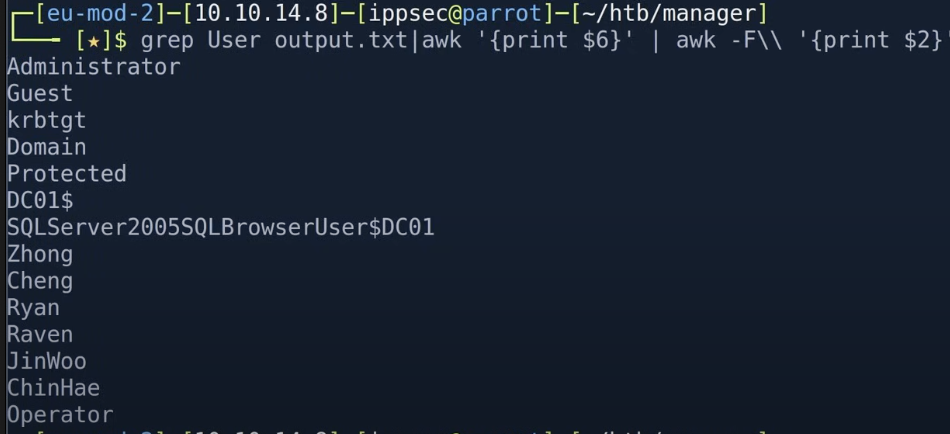 ┌─[eu-mod-2]─[10.10.14.8]─[ippsec@parrot]─[~/htb/manager]
└──╼ [★]$ grep User output.txt|awk '{print $6}' | awk -F\\ '{print $2}'
Administrator
Guest
krbtgt
Domain
Protected
DC01$
SQLServer2005SQLBrowserUser$DC01
Zhong
Cheng
Ryan
Raven
JinWoo
ChinHae
Operator